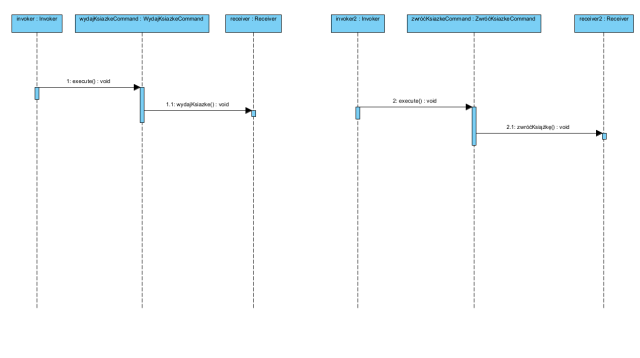 invoker : Invoker
wydajKsiazkeCommand : WydajKsiazkeCommand
receiver : Receiver
invoker2 : Invoker
zwróćKsiazkeCommand : ZwróćKsiazkeCommand
receiver2 : Receiver
1: execute() : void
1.1: wydajKsiazke() : void
2: execute() : void
2.1: zwróćKsiążkę() : void